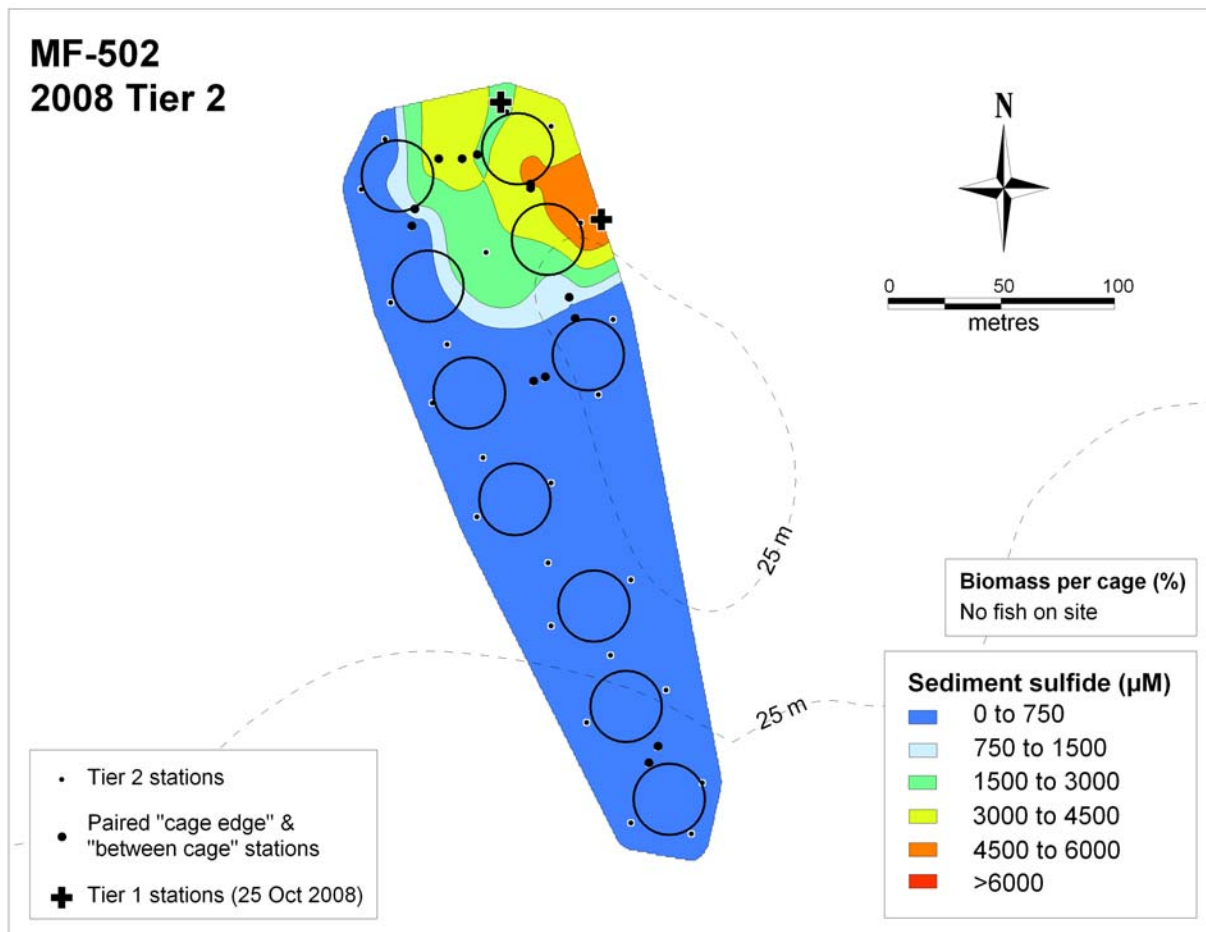 MF-502
2008 Tier 2
N
0 100
metres
25 m
25 m
Biomass per cage (%)
No fish on site
Sediment sulfide (µM)
0 to 750
750 to 1500
1500 to 3000
3000 to 4500
4500 to 6000
>6000
Tier 2 stations
Paired "cage edge" &
"between cage" stations
Tier 1 stations (25 Oct 2008)